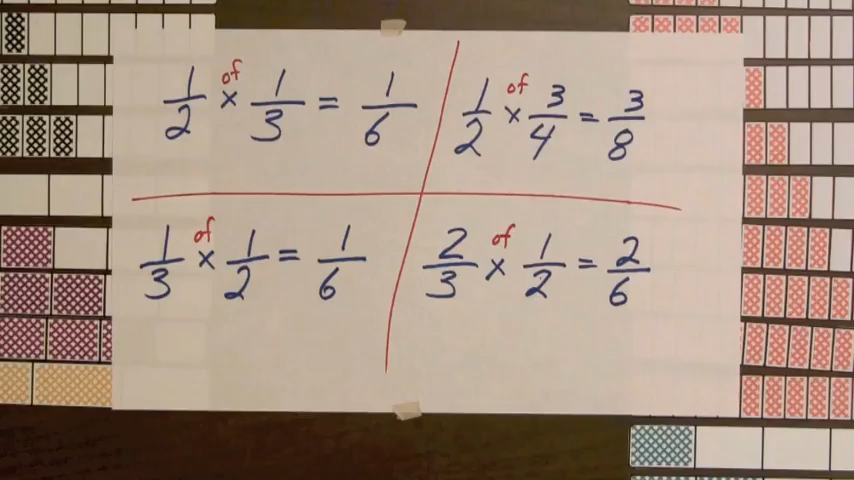 1/2 × of 1/3 = 1/6
1/2 × of 3/4 = 3/8
1/3 × of 1/2 = 1/6
2/3 × of 1/2 = 2/6